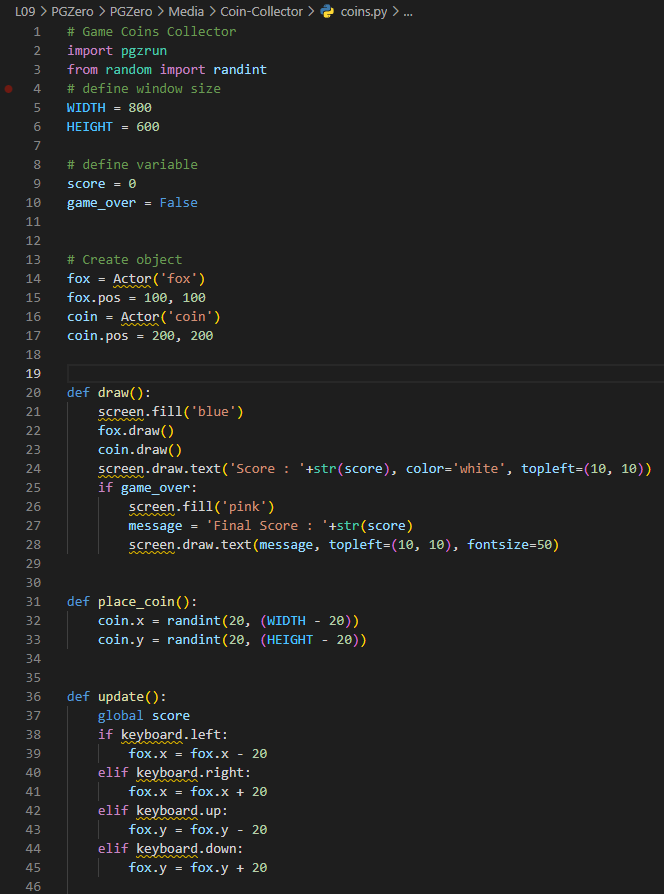 L09 > PGZero > PGZero > Media > Coin-Collector > coins.py > ...
1 # Game Coins Collector
2 import pgzrun
3 from random import randint
4 # define window size
5 WIDTH = 800
6 HEIGHT = 600
7
8 # define variable
9 score = 0
10 game_over = False
11
12
13 # Create object
14 fox = Actor('fox')
15 fox.pos = 100, 100
16 coin = Actor('coin')
17 coin.pos = 200, 200
18
19
20 def draw():
21     screen.fill('blue')
22     fox.draw()
23     coin.draw()
24     screen.draw.text('Score : '+str(score), color='white', topleft=(10, 10))
25     if game_over:
26         screen.fill('pink')
27         message = 'Final Score : '+str(score)
28         screen.draw.text(message, topleft=(10, 10), fontsize=50)
29
30
31 def place_coin():
32     coin.x = randint(20, (WIDTH - 20))
33     coin.y = randint(20, (HEIGHT - 20))
34
35
36 def update():
37     global score
38     if keyboard.left:
39         fox.x = fox.x - 20
40     elif keyboard.right:
41         fox.x = fox.x + 20
42     elif keyboard.up:
43         fox.y = fox.y - 20
44     elif keyboard.down:
45         fox.y = fox.y + 20
46